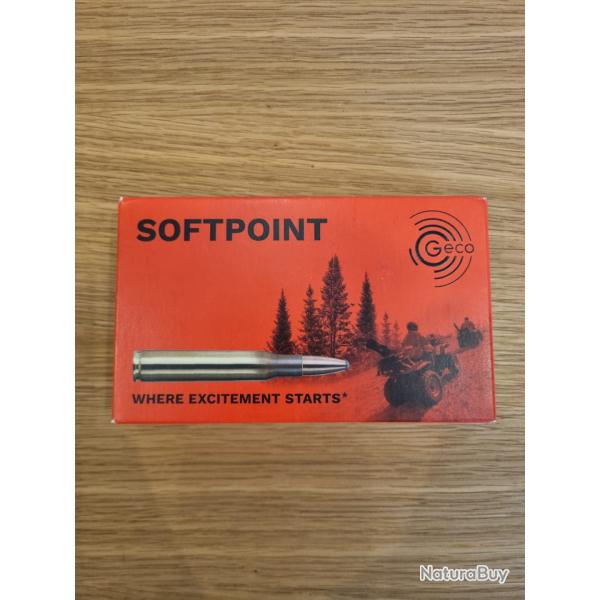 SOFTPOINT
Geco
WHERE EXCITEMENT STARTS*
NaturaBuy